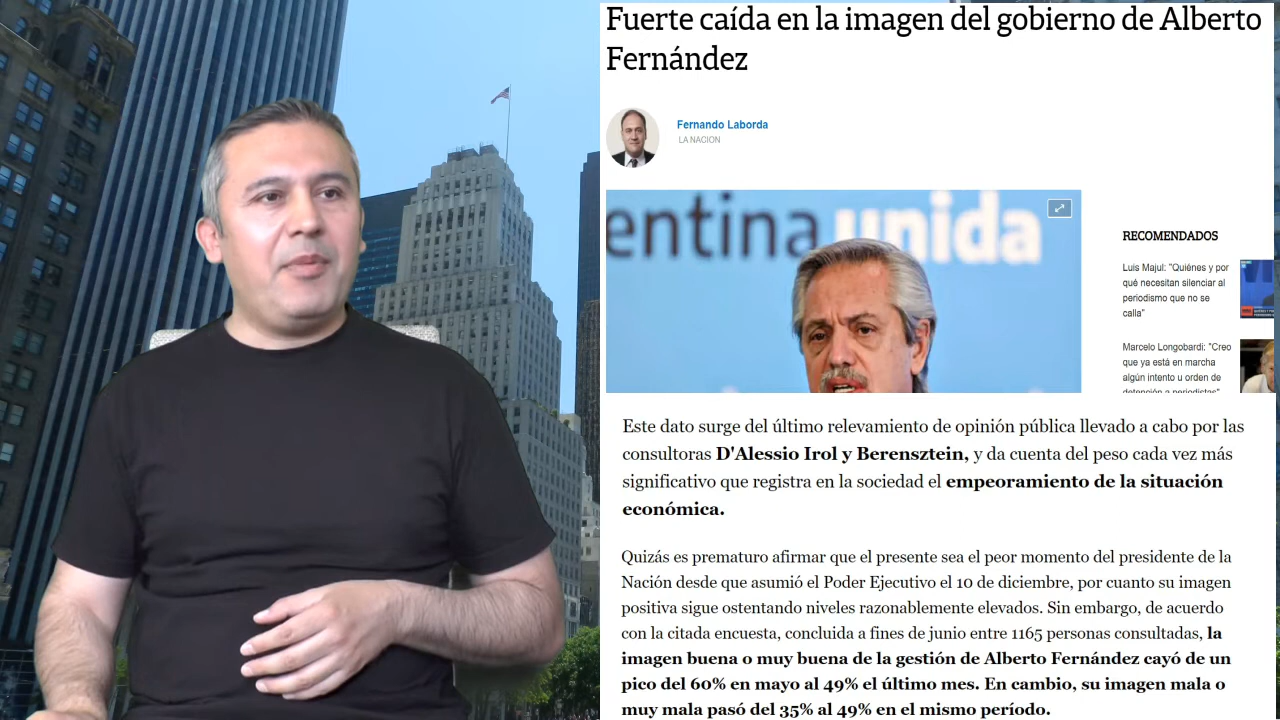 Fuerte caída en la imagen del gobierno de Alberto
Fernández
Fernando Laborda
LA NACION
entina unida
RECOMENDADOS
Luis Majul: "Quiénes y por
qué necesitan silenciar al
periodismo que no se
calla"
Marcelo Longobardi: "Creo
que ya está en marcha
algún intento u orden de
detención a periodistas"
Este dato surge del último relevamiento de opinión pública llevado a cabo por las
consultoras D'Alessio Irol y Berensztein, y da cuenta del peso cada vez más
significativo que registra en la sociedad el empeoramiento de la situación
económica.
Quizás es prematuro afirmar que el presente sea el peor momento del presidente de la
Nación desde que asumió el Poder Ejecutivo el 10 de diciembre, por cuanto su imagen
positiva sigue ostentando niveles razonablemente elevados. Sin embargo, de acuerdo
con la citada encuesta, concluida a fines de junio entre 1165 personas consultadas, la
imagen buena o muy buena de la gestión de Alberto Fernández cayó de un
pico del 60% en mayo al 49% el último mes. En cambio, su imagen mala o
muy mala pasó del 35% al 49% en el mismo período.